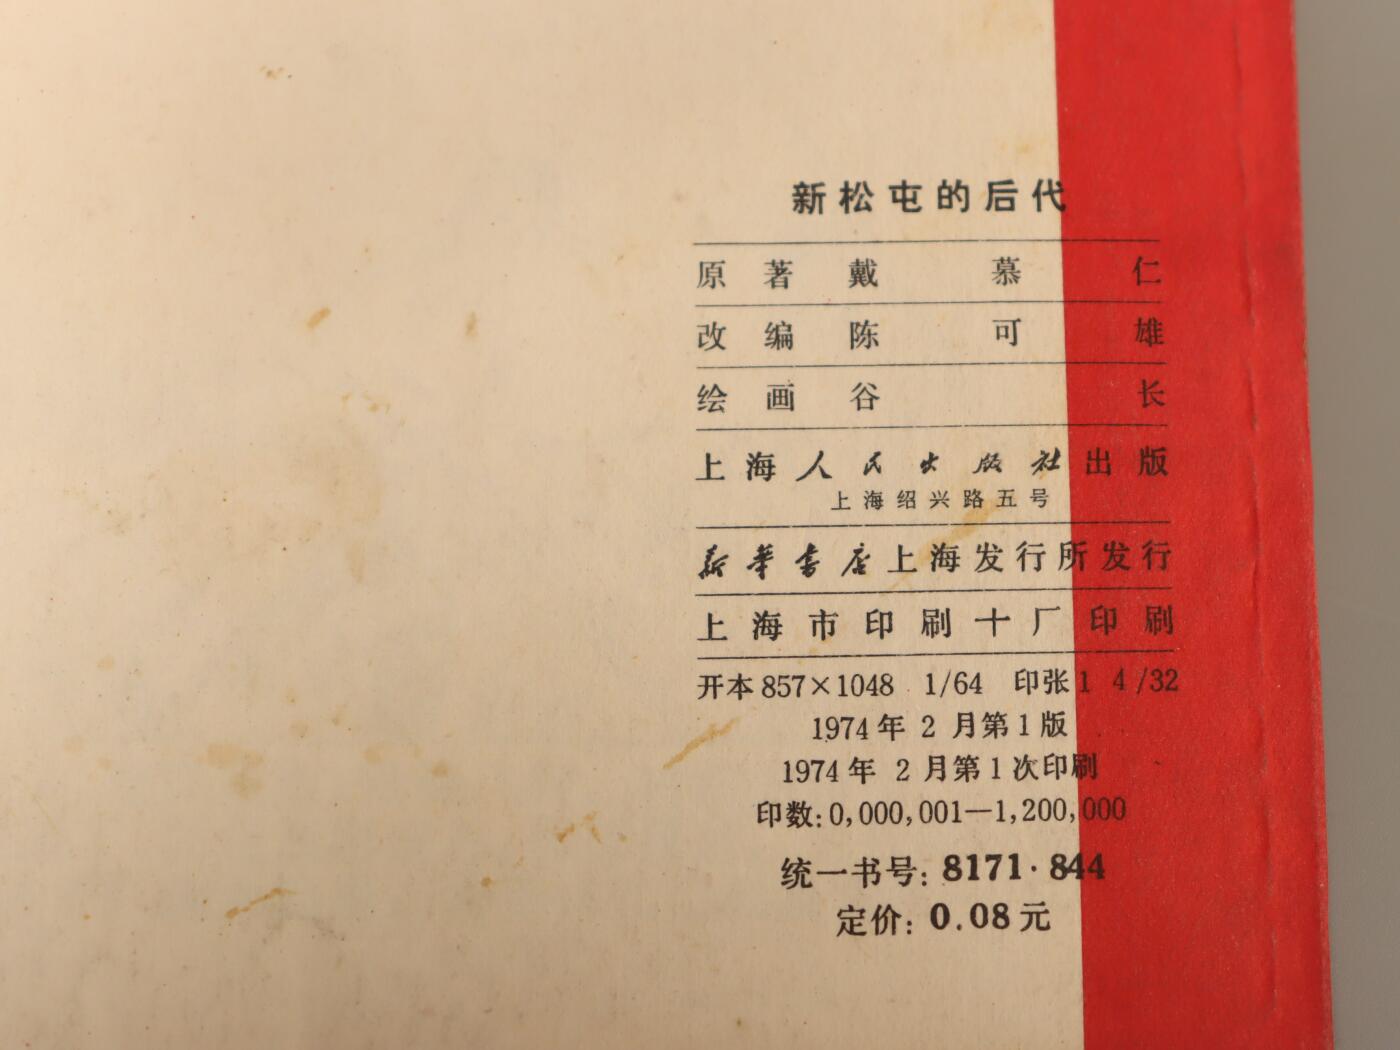 新松屯的后代
原著 戴慕仁
改编 陈可雄
绘画 谷长
上海人民出版社出版
上海绍兴路五号
新华书店上海发行所发行
上海市印刷十厂印刷
开本 857×1048 1/64 印张 1 4/32
1974年 2 月第 1 版
1974年 2 月第 1 次印刷
印数: 0,000,001—1,200,000
统一书号: 8171·844
定价: 0.08 元